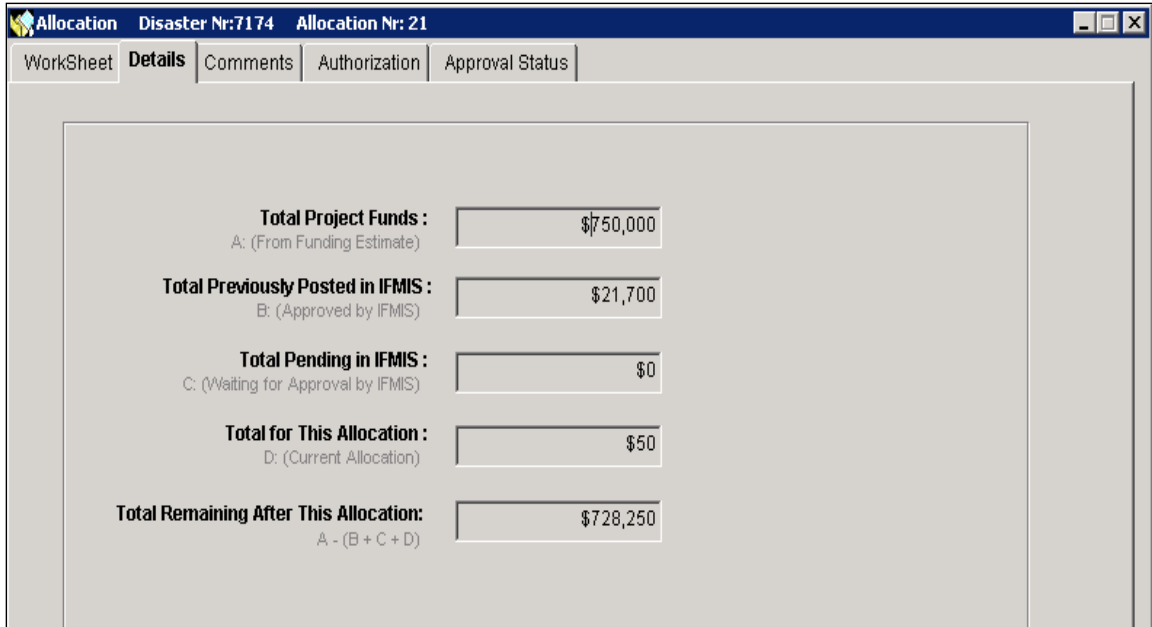 Allocation Disaster Nr:7174 Allocation Nr: 21
WorkSheet Details Comments Authorization Approval Status
Total Project Funds : $750,000
A: (From Funding Estimate)
Total Previously Posted in IFMIS : $21,700
B: (Approved by IFMIS)
Total Pending in IFMIS : $0
C: (Waiting for Approval by IFMIS)
Total for This Allocation : $50
D: (Current Allocation)
Total Remaining After This Allocation: $728,250
A - (B + C + D)